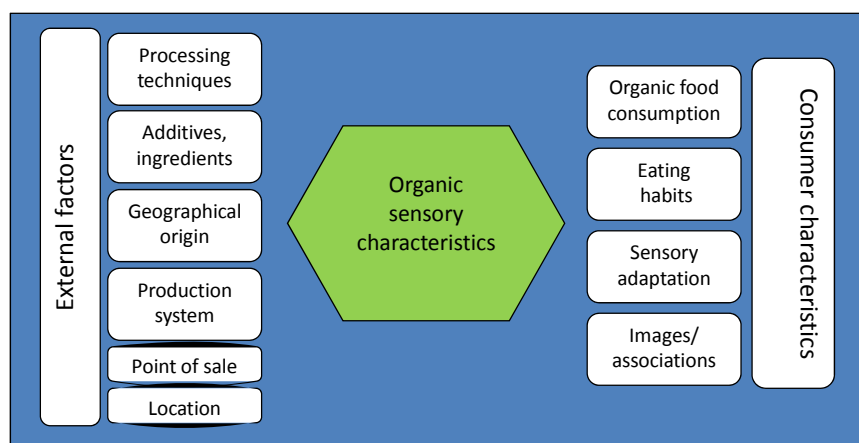 External factors
Processing
techniques
Additives,
ingredients
Geographical
origin
Production
system
Point of sale
Location
Organic
sensory
characteristics
Organic food
consumption
Eating
habits
Sensory
adaptation
Images/
associations
Consumer characteristics